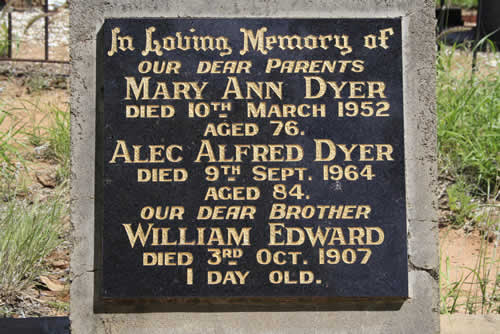 In Loving Memory of
OUR DEAR PARENTS
MARY ANN DYER
DIED 10TH MARCH 1952
AGED 76.
ALEC ALFRED DYER
DIED 9TH SEPT. 1964
AGED 84.
OUR DEAR BROTHER
WILLIAM EDWARD
DIED 3RD OCT. 1907
1 DAY OLD.